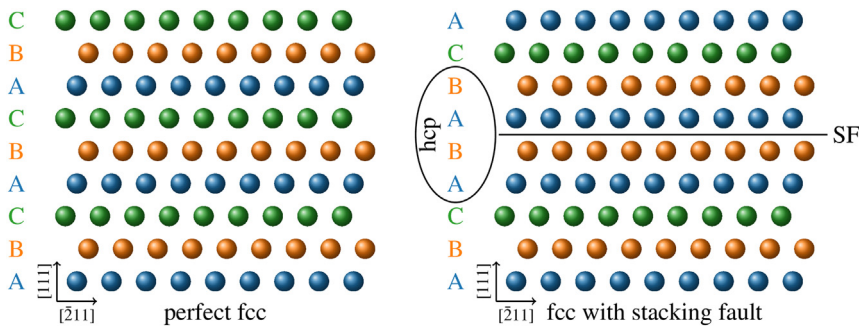 C
B
A
C
B
A
C
B
A
[111]
[2̄11]
perfect fcc
A
C
B
A
B
A
C
B
A
hcp
SF
[111]
[2̄11]
fcc with stacking fault